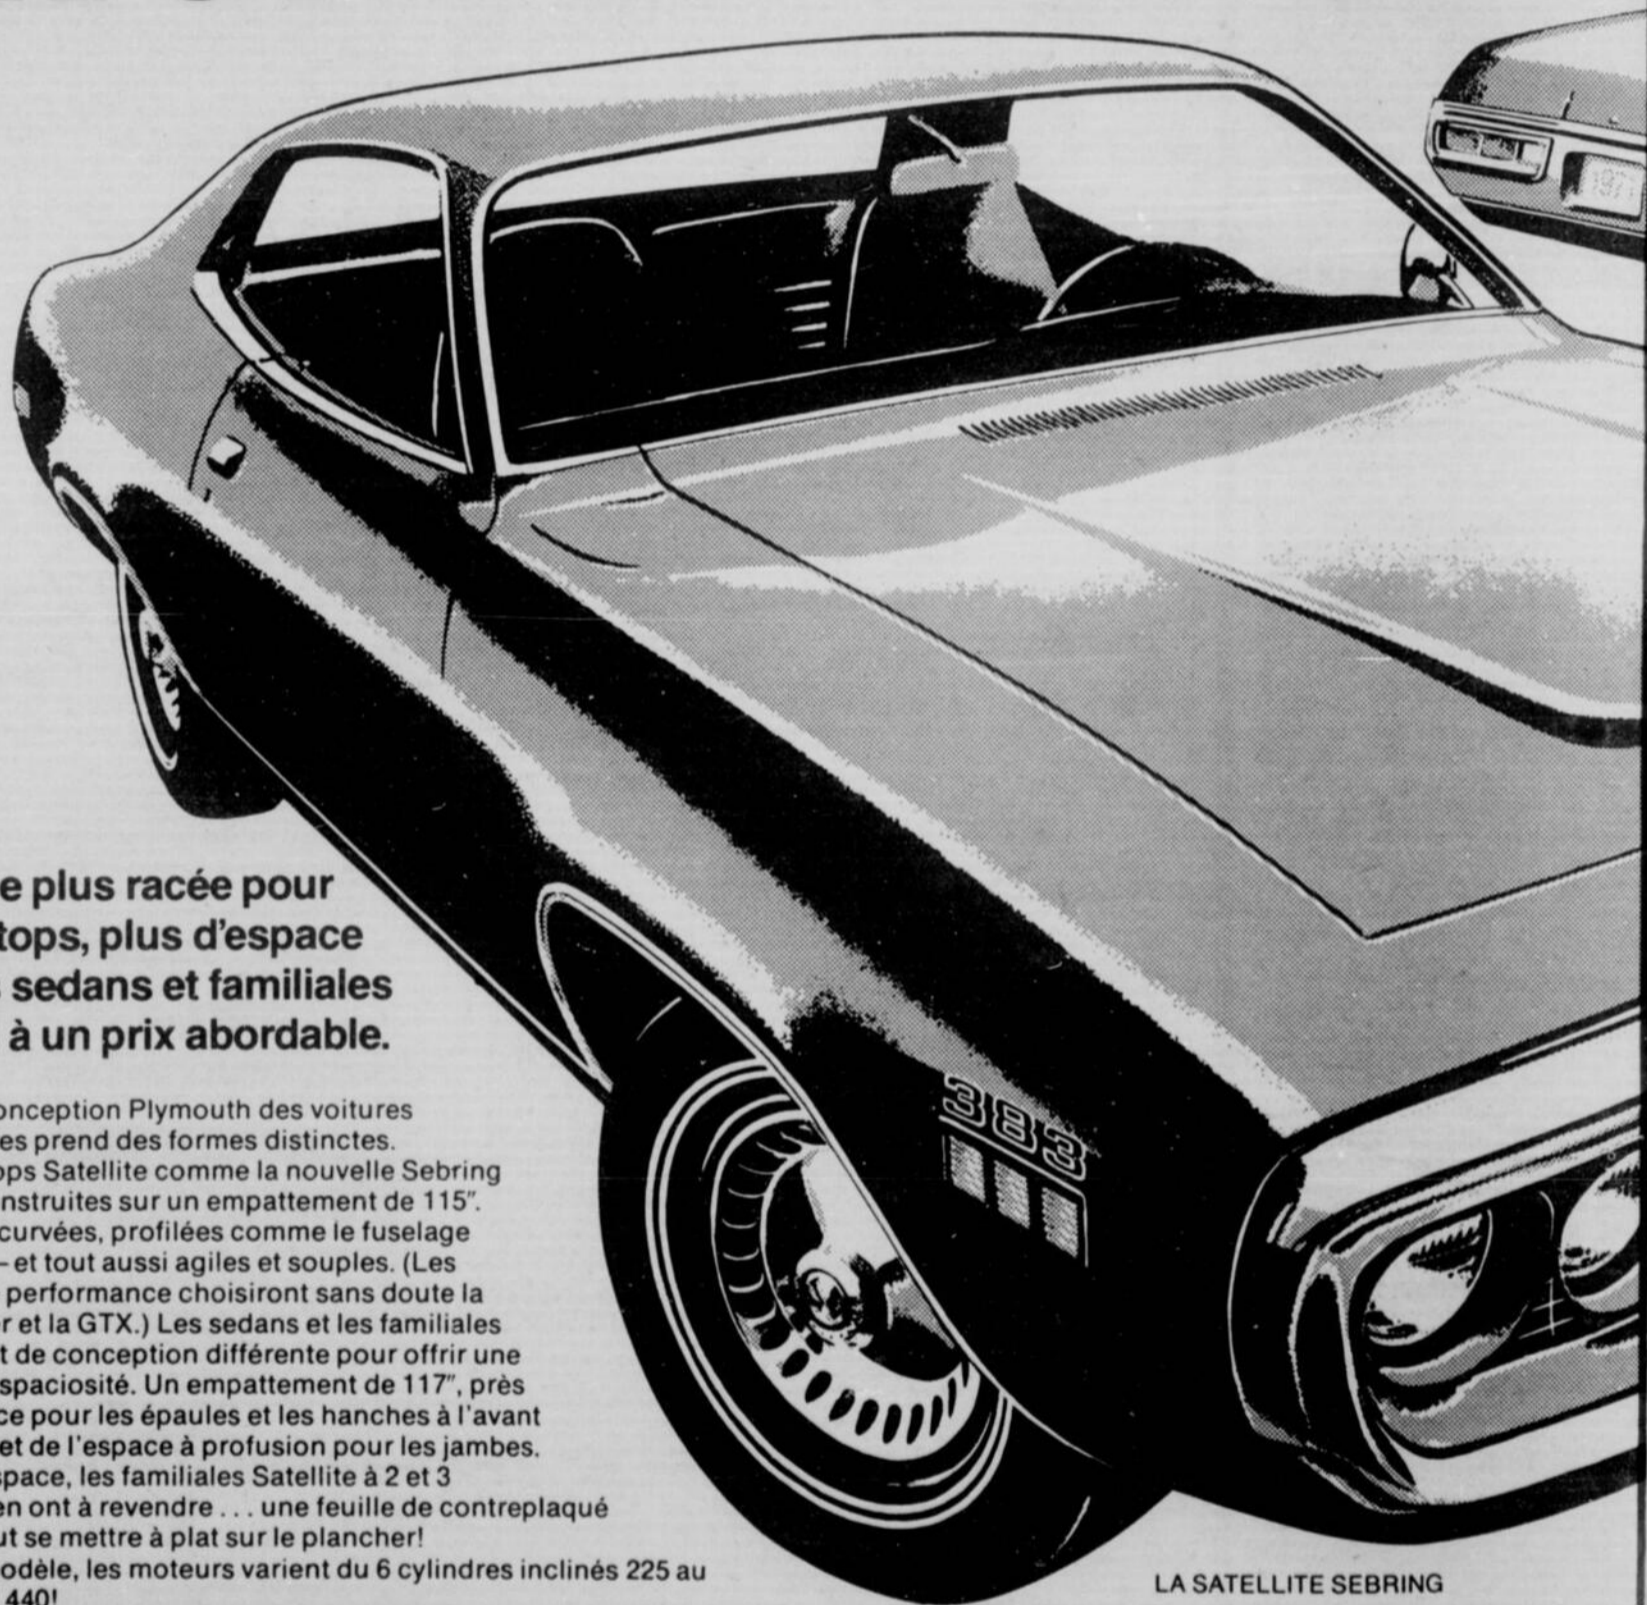 1971
e plus racée pour
tops, plus d'espace
s sedans et familiales
à un prix abordable.
onception Plymouth des voitures
es prend des formes distinctes.
ops Satellite comme la nouvelle Sebring
nstruites sur un empattement de 115".
curvées, profilées comme le fuselage
– et tout aussi agiles et souples. (Les
performance choisiront sans doute la
r et la GTX.) Les sedans et les familiales
t de conception différente pour offrir une
spaciosité. Un empattement de 117", près
ce pour les épaules et les hanches à l'avant
et de l'espace à profusion pour les jambes.
space, les familiales Satellite à 2 et 3
en ont à revendre . . . une feuille de contreplaqué
ut se mettre à plat sur le plancher!
odèle, les moteurs varient du 6 cylindres inclinés 225 au
440!
383
LA SATELLITE SEBRING